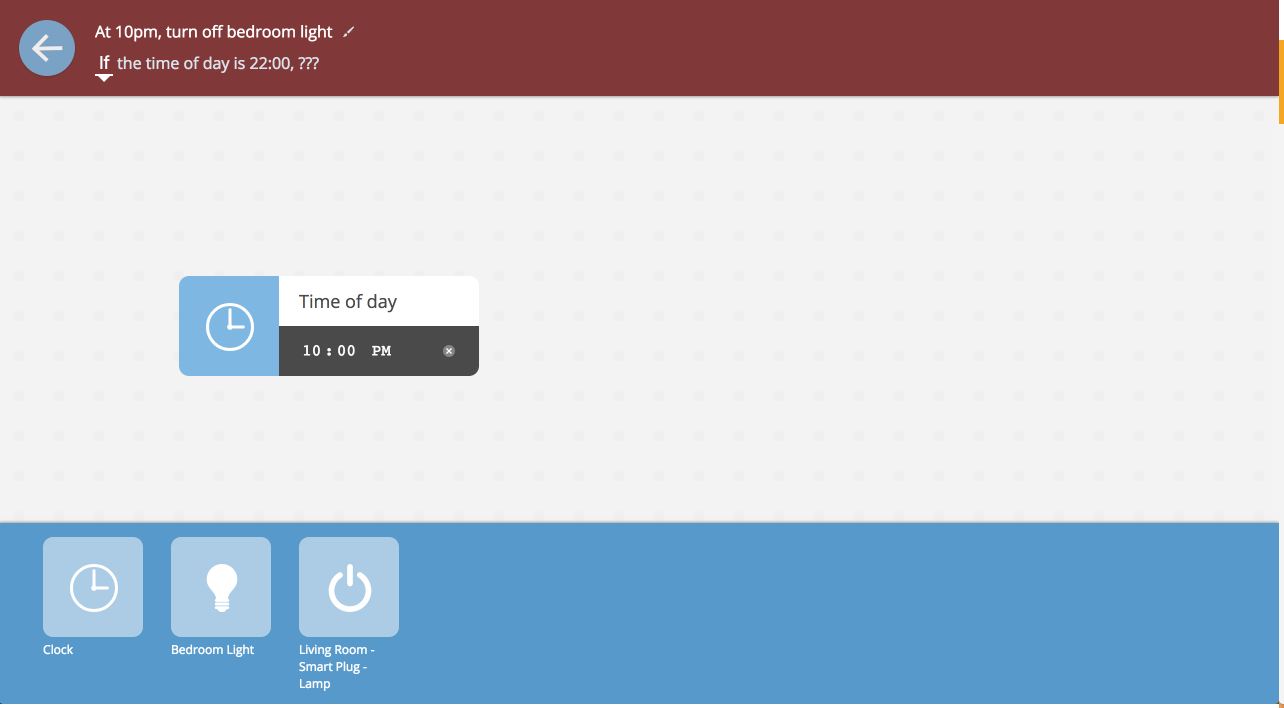 At 10pm, turn off bedroom light
If the time of day is 22:00, ???
Time of day
10:00 PM
Clock
Bedroom Light
Living Room -
Smart Plug -
Lamp